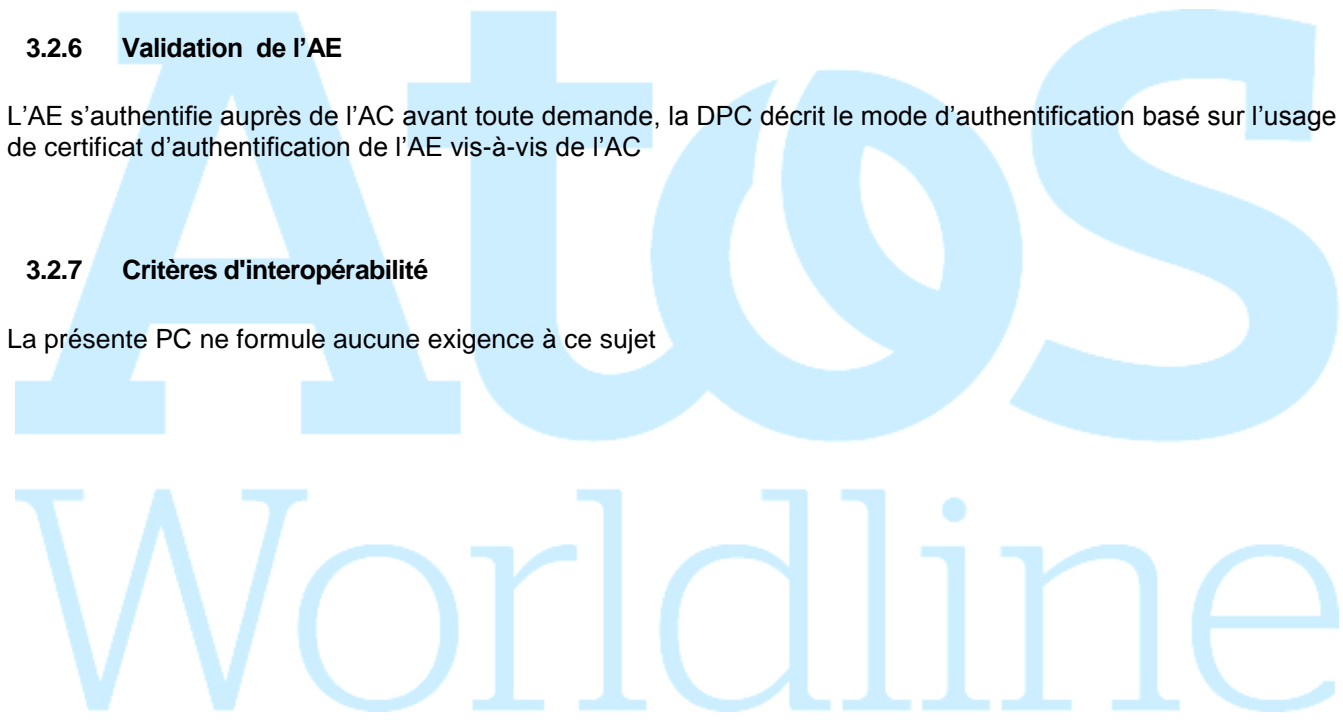 3.2.6 Validation de l’AE
L’AE s’authentifie auprès de l’AC avant toute demande, la DPC décrit le mode d’authentification basé sur l’usage
de certificat d’authentification de l’AE vis-à-vis de l’AC
3.2.7 Critères d'interopérabilité
La présente PC ne formule aucune exigence à ce sujet
Atos
Worldline